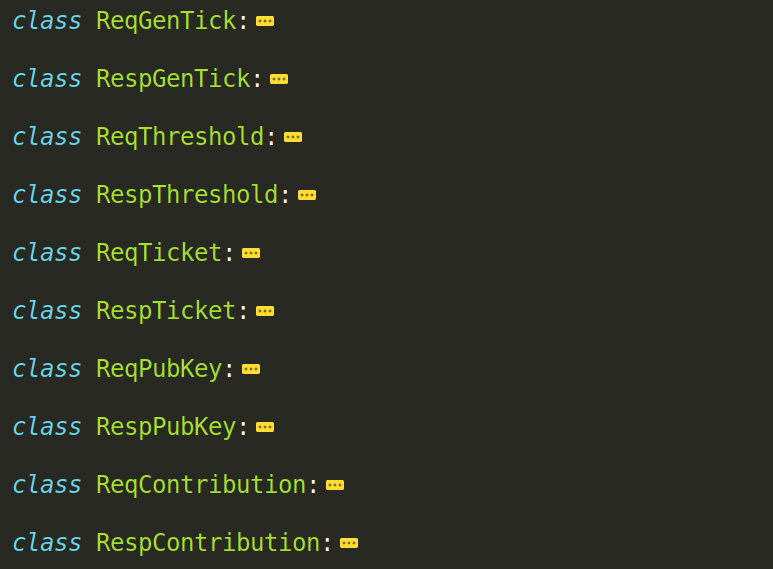 class ReqGenTick:
class RespGenTick:
class ReqThreshold:
class RespThreshold:
class ReqTicket:
class RespTicket:
class ReqPubKey:
class RespPubKey:
class ReqContribution:
class RespContribution: